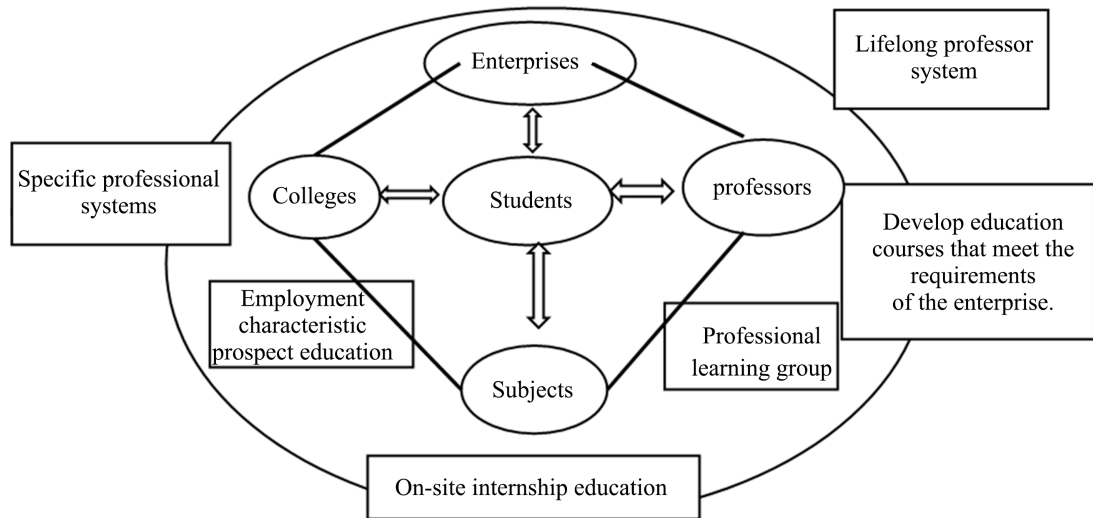 Enterprises
Lifelong professor
system
Specific professional
systems
Colleges
Students
professors
Develop education
courses that meet the
requirements
of the enterprise.
Employment
characteristic
prospect education
Professional
learning group
Subjects
On-site internship education